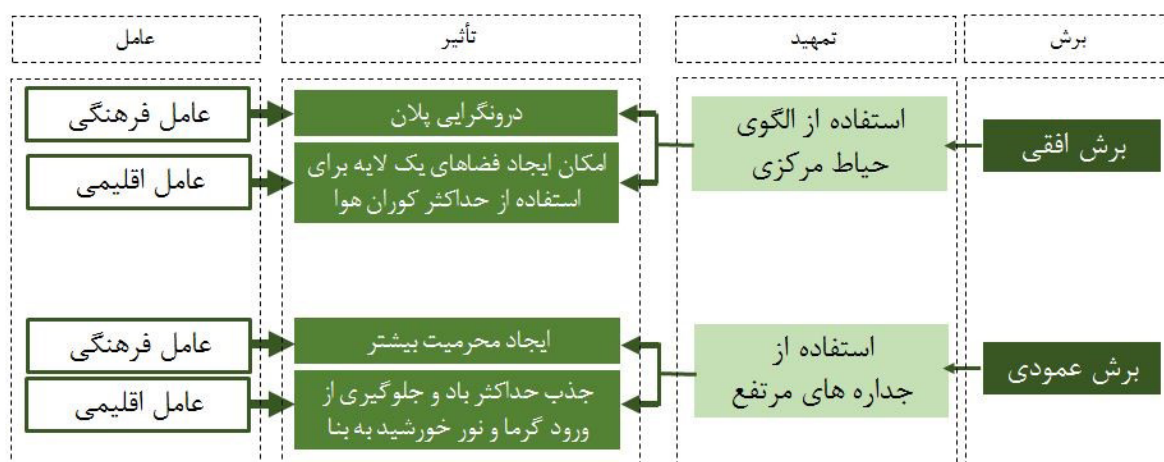 برش
تمهید
تأثیر
عامل
برش افقی
استفاده از الگوی
حیاط مرکزی
درونگرایی پلان
امکان ایجاد فضاهای یک لایه برای
استفاده از حداکثر کوران هوا
عامل فرهنگی
عامل اقلیمی
برش عمودی
استفاده از
جداره های مرتفع
ایجاد محرمیت بیشتر
جذب حداکثر باد و جلوگیری از
ورود گرما و نور خورشید به بنا
عامل فرهنگی
عامل اقلیمی